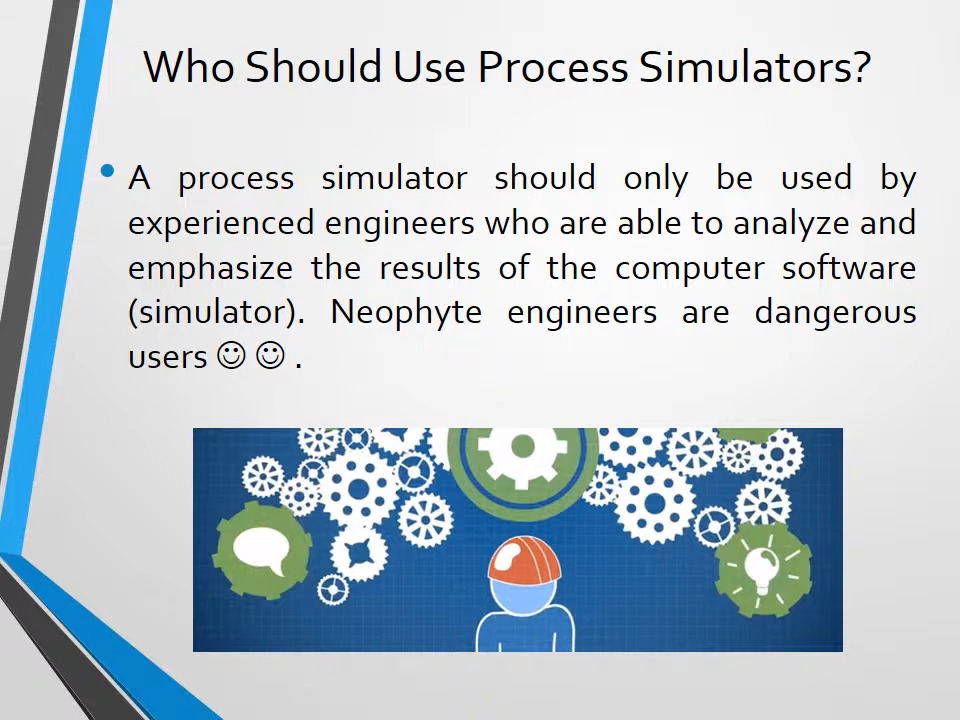 Who Should Use Process Simulators?
• A process simulator should only be used by
experienced engineers who are able to analyze and
emphasize the results of the computer software
(simulator). Neophyte engineers are dangerous
users ☺ ☺ .